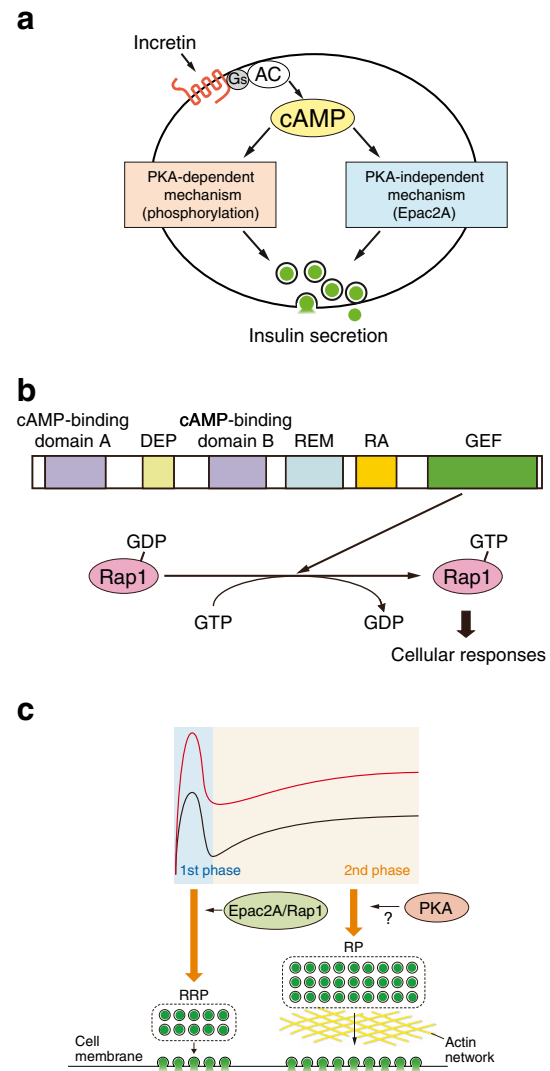 a
Incretin
Gs
AC
cAMP
PKA-dependent
mechanism
(phosphorylation)
PKA-independent
mechanism
(Epac2A)
Insulin secretion
b
cAMP-binding
domain A
DEP
cAMP-binding
domain B
REM
RA
GEF
GDP
Rap1
GTP
GDP
GTP
Rap1
Cellular responses
c
1st phase
2nd phase
Epac2A/Rap1
PKA
?
RRP
RP
Cell
membrane
Actin
network